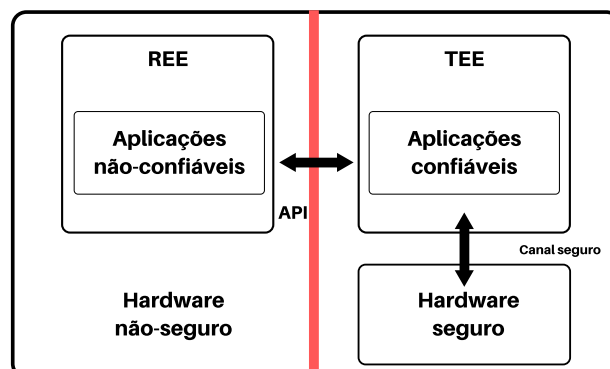 REE
Aplicações
não-confiáveis
API
Hardware
não-seguro
TEE
Aplicações
confiáveis
Canal seguro
Hardware
seguro